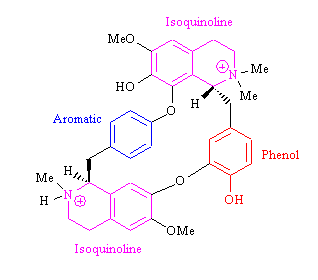 Isoquinoline
MeO
HO
N
Me
Me
H
O
Aromatic
H
Me
N
H
O
Phenol
OH
OMe
Isoquinoline